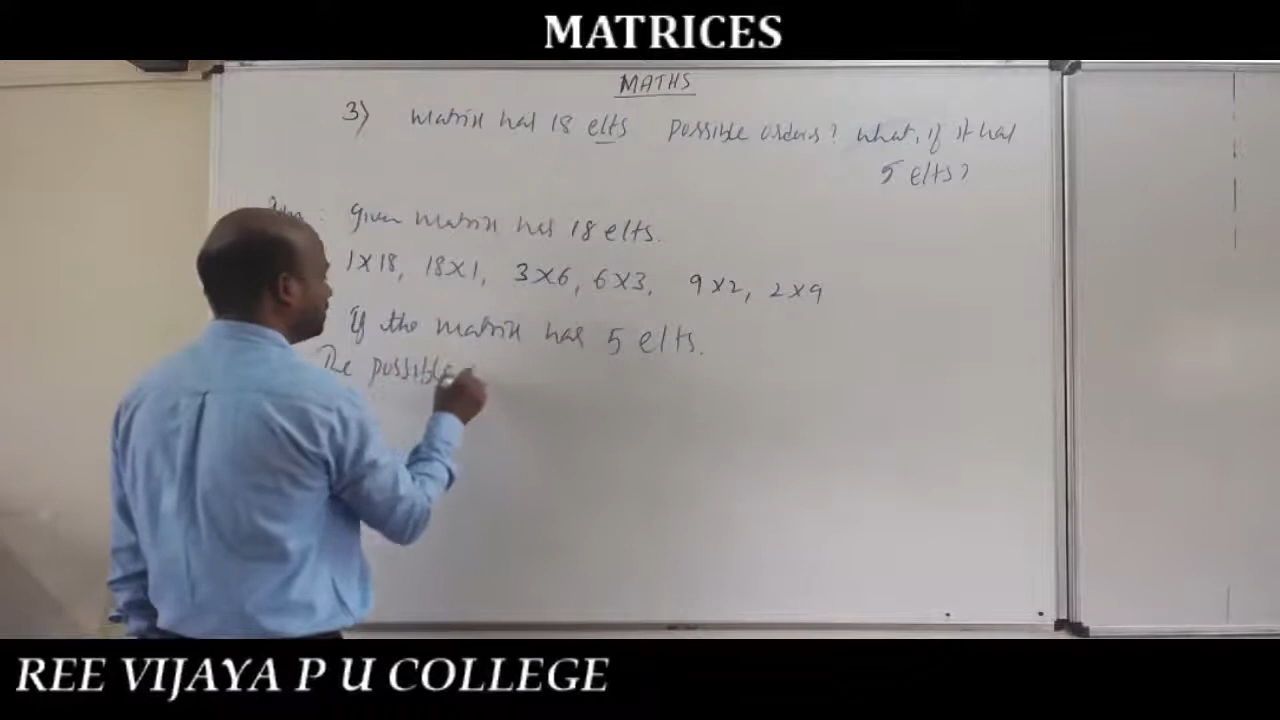 MATRICES
MATHS
3) Matrix has 18 elts possible orders? what, if it has
5 elts?
Given matrix has 18 elts.
1×18, 18×1, 3×6, 6×3, 9×2, 2×9
If the matrix has 5 elts.
The possible
REE VIJAYA P U COLLEGE